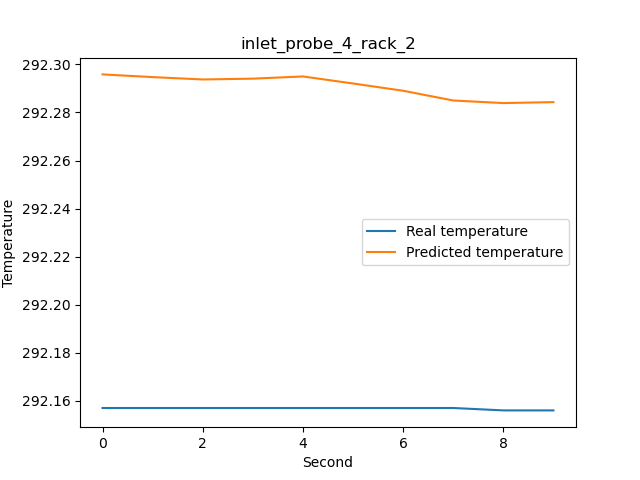 inlet_probe_4_rack_2
292.30
292.28
292.26
292.24
292.22
292.20
292.18
292.16
Temperature
Real temperature
Predicted temperature
0 2 4 6 8
Second